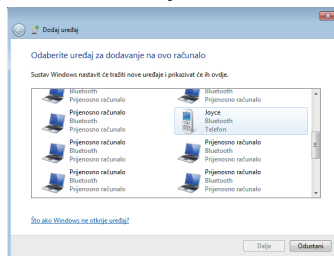 Dodaj uređaj
Odaberite uređaj za dodavanje na ovo računalo
Sustav Windows nastavit će tražiti nove uređaje i prikazivat će ih ovdje.
Bluetooth
Prijenosno računalo
Bluetooth
Prijenosno računalo
Prijenosno računalo
Bluetooth
Prijenosno računalo
Joyce
Bluetooth
Telefon
Prijenosno računalo
Bluetooth
Prijenosno računalo
Prijenosno računalo
Bluetooth
Prijenosno računalo
Prijenosno računalo
Bluetooth
Prijenosno računalo
Prijenosno računalo
Bluetooth
Prijenosno računalo
Što ako Windows ne otkrije uređaj?
Dalje
Odustani